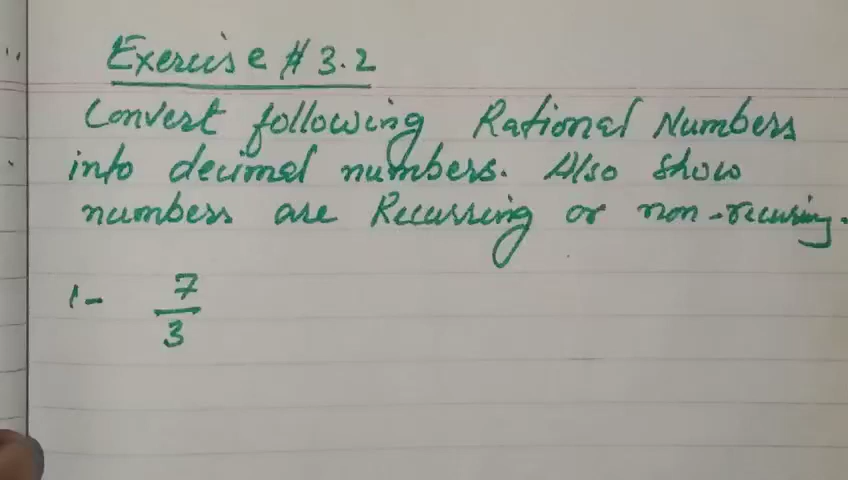 Exercise # 3.2
Convert following Rational Numbers
into decimal numbers. Also show
numbers are Recurring or non-recuring.
1- 7/3